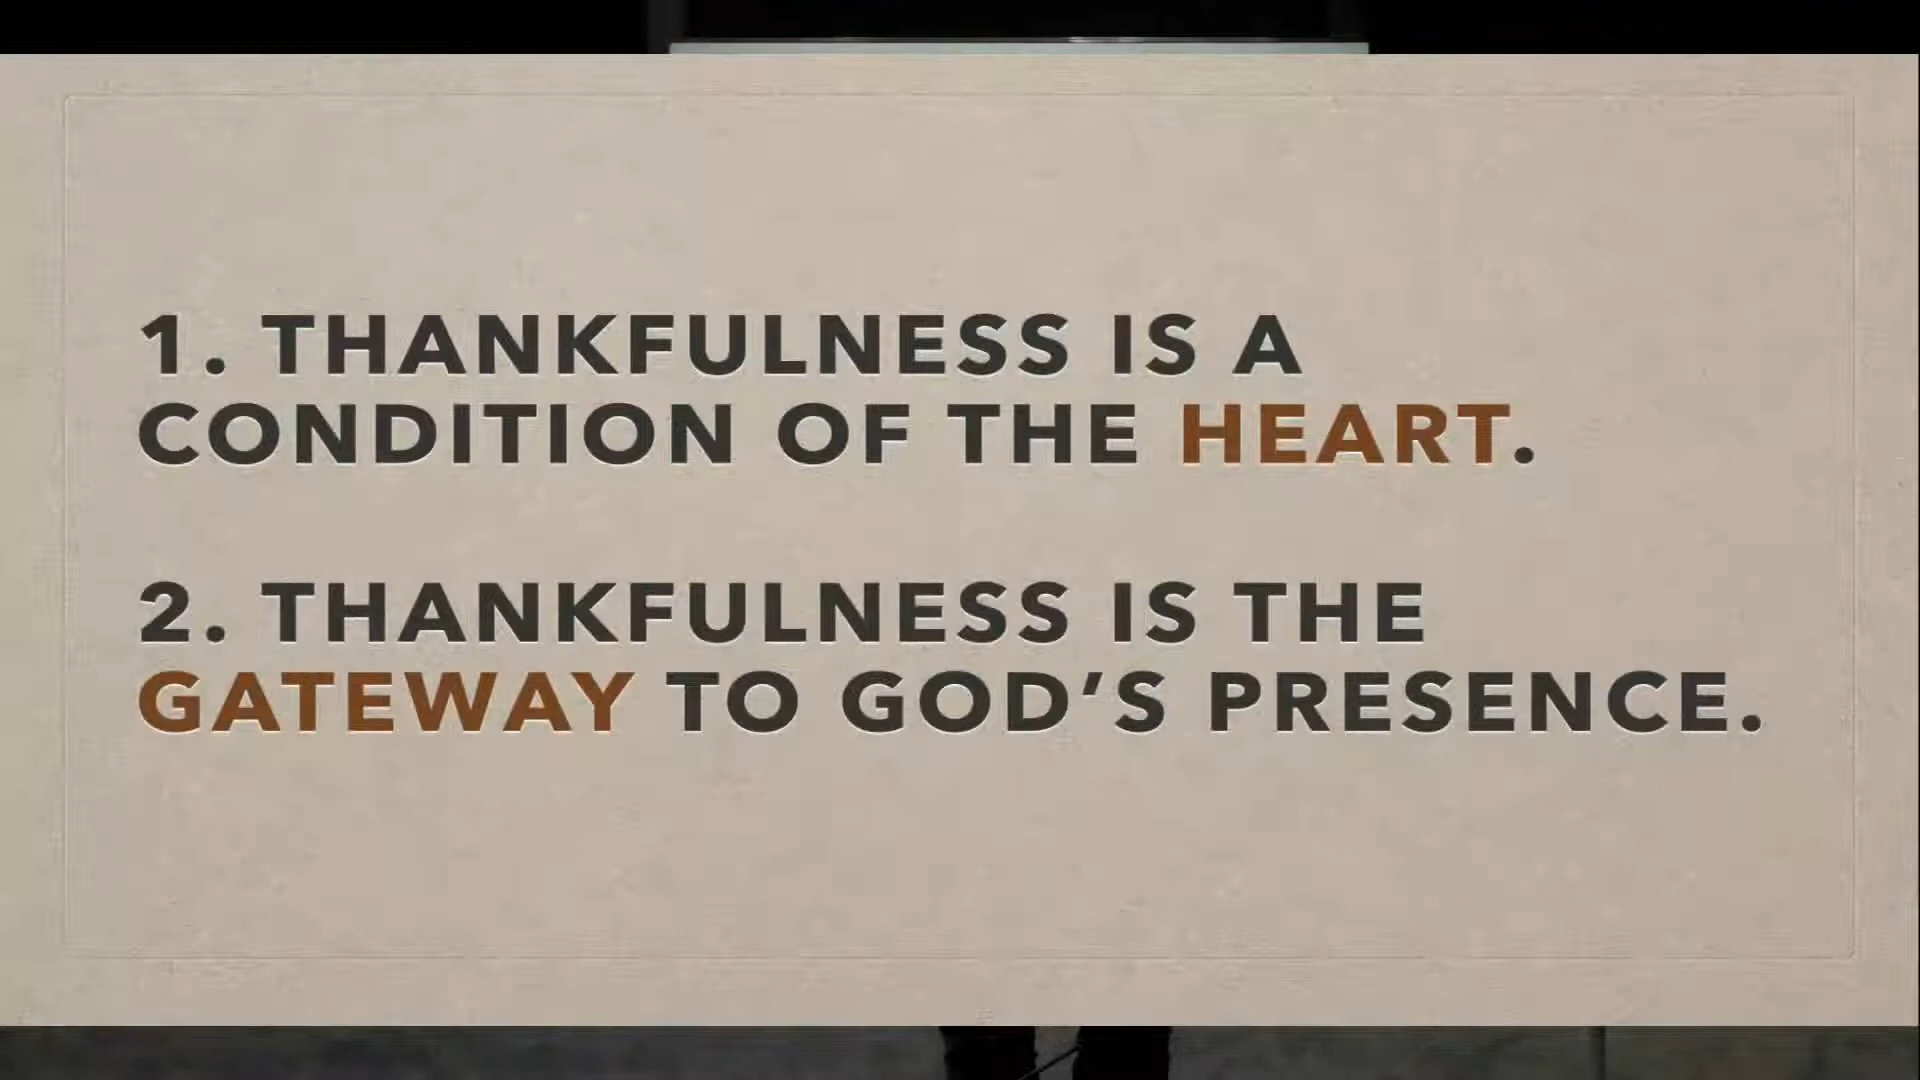 1. THANKFULNESS IS A
CONDITION OF THE HEART.
2. THANKFULNESS IS THE
GATEWAY TO GOD’S PRESENCE.